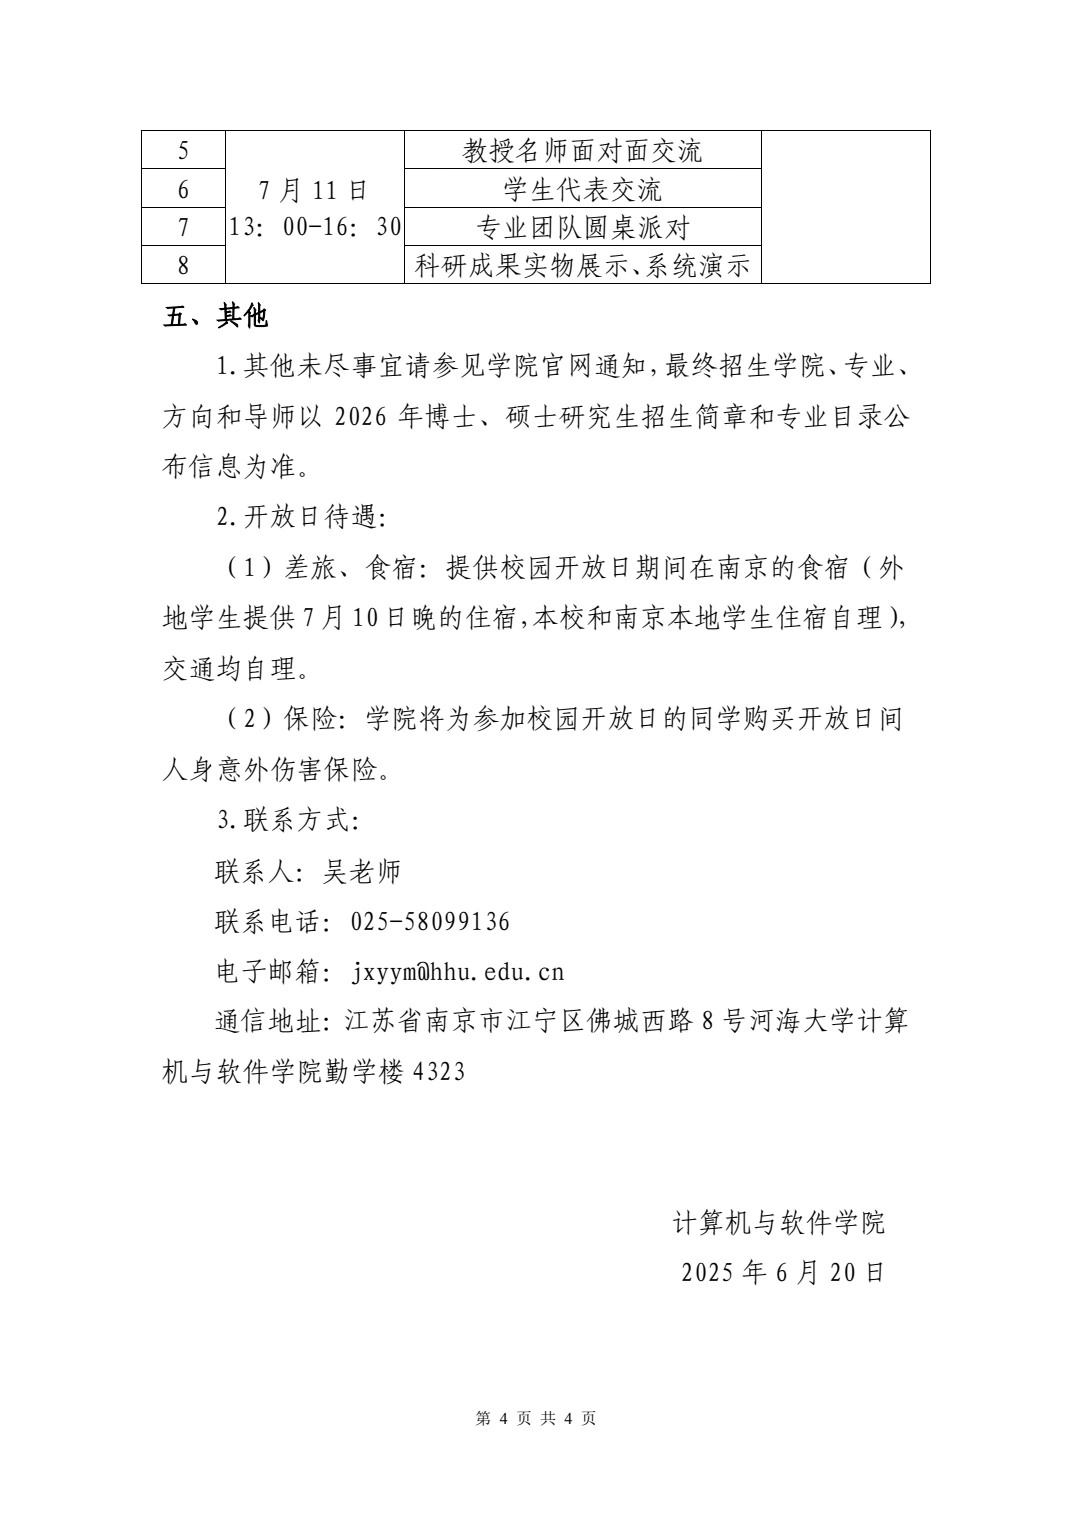 5 教授名师面对面交流
6 7 月 11 日 学生代表交流
7 13：00-16：30 专业团队圆桌派对
8 科研成果实物展示、系统演示
五、其他
1.其他未尽事宜请参见学院官网通知，最终招生学院、专业、
方向和导师以 2026 年博士、硕士研究生招生简章和专业目录公
布信息为准。
2.开放日待遇：
（1）差旅、食宿：提供校园开放日期间在南京的食宿（外
地学生提供 7 月 10 日晚的住宿，本校和南京本地学生住宿自理），
交通均自理。
（2）保险：学院将为参加校园开放日的同学购买开放日间
人身意外伤害保险。
3.联系方式：
联系人：吴老师
联系电话：025-58099136
电子邮箱：jxyym@hhu.edu.cn
通信地址：江苏省南京市江宁区佛城西路 8 号河海大学计算
机与软件学院勤学楼 4323
计算机与软件学院
2025 年 6 月 20 日
第 4 页 共 4 页